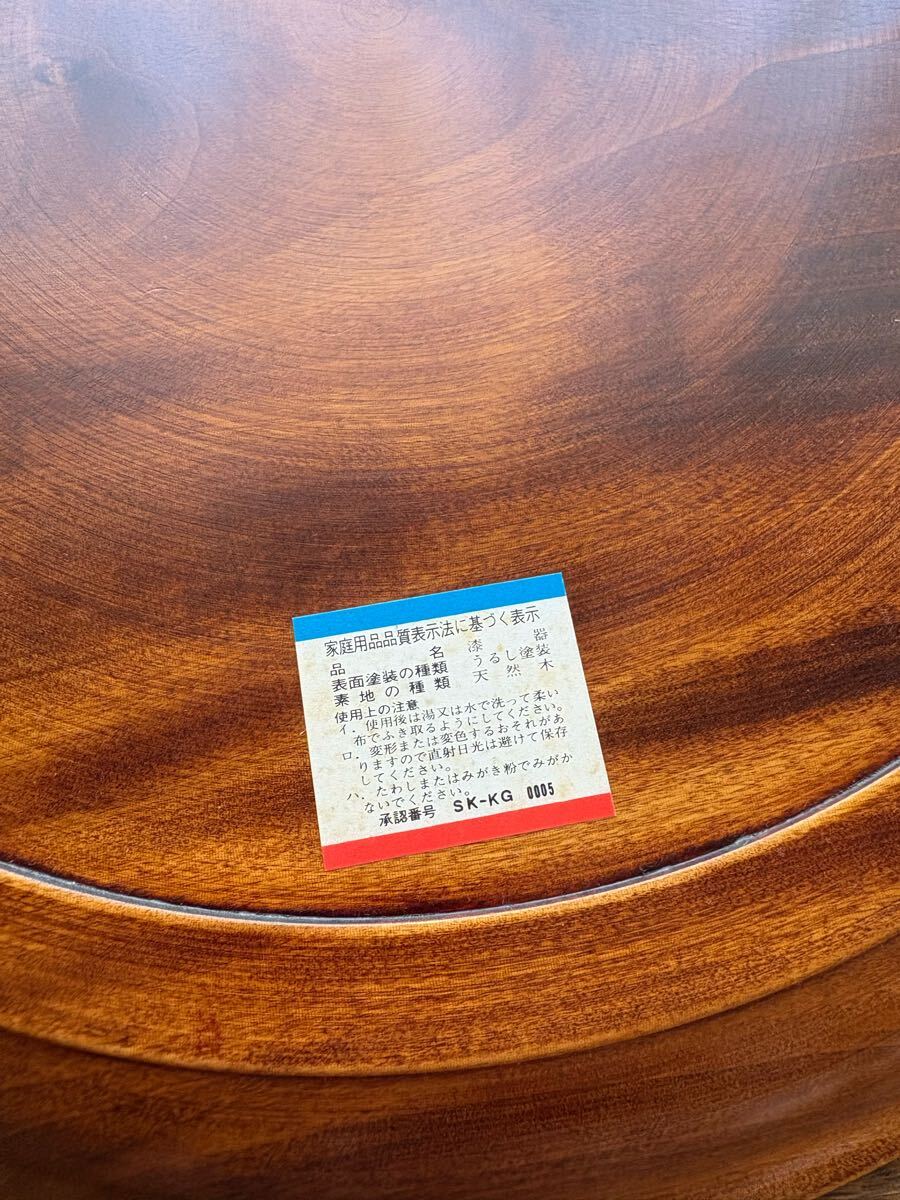 家庭用品品質表示法に基づく表示
品名 漆器
表面塗装の種類 うるし塗装
素地の種類 天然木
使用上の注意
イ．使用後は湯又は水で洗って柔い
布でふき取るようにしてください。
ロ．変形または変色するおそれがあ
りますので直射日光は避けて保存
してください。
ハ．たわしまたはみがき粉でみがか
ないでください。
承認番号 SK-KG 0005